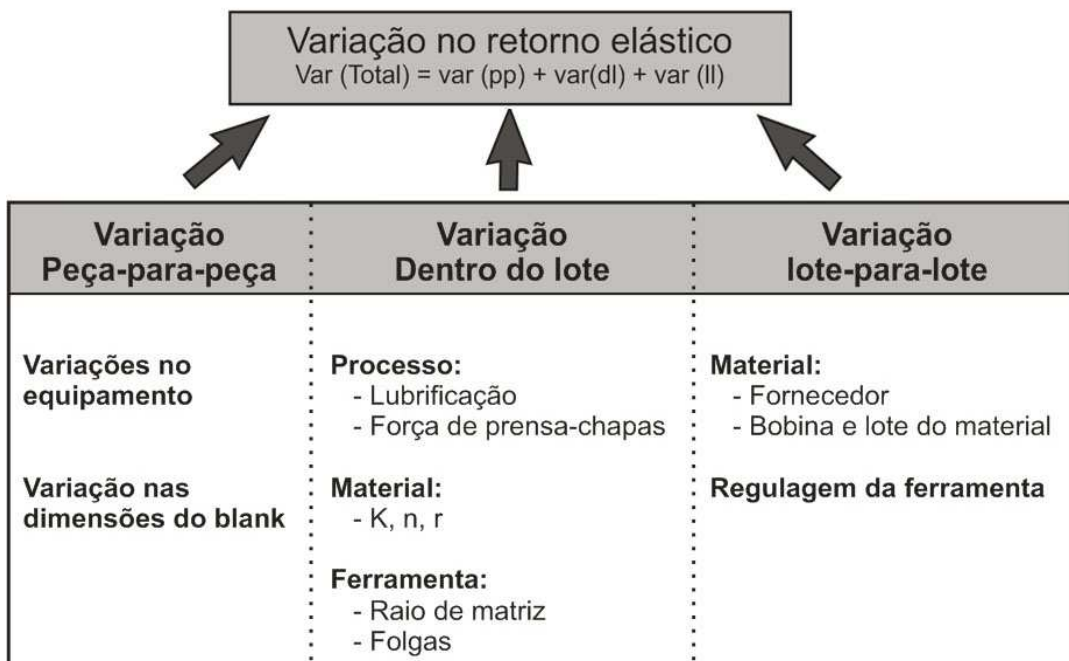 Variação no retorno elástico
Var (Total) = var (pp) + var(dl) + var (ll)
Variação
Peça-para-peça
Variação
Dentro do lote
Variação
lote-para-lote
Variações no
equipamento
Variação nas
dimensões do blank
Processo:
- Lubrificação
- Força de prensa-chapas
Material:
- K, n, r
Ferramenta:
- Raio de matriz
- Folgas
Material:
- Fornecedor
- Bobina e lote do material
Regulagem da ferramenta